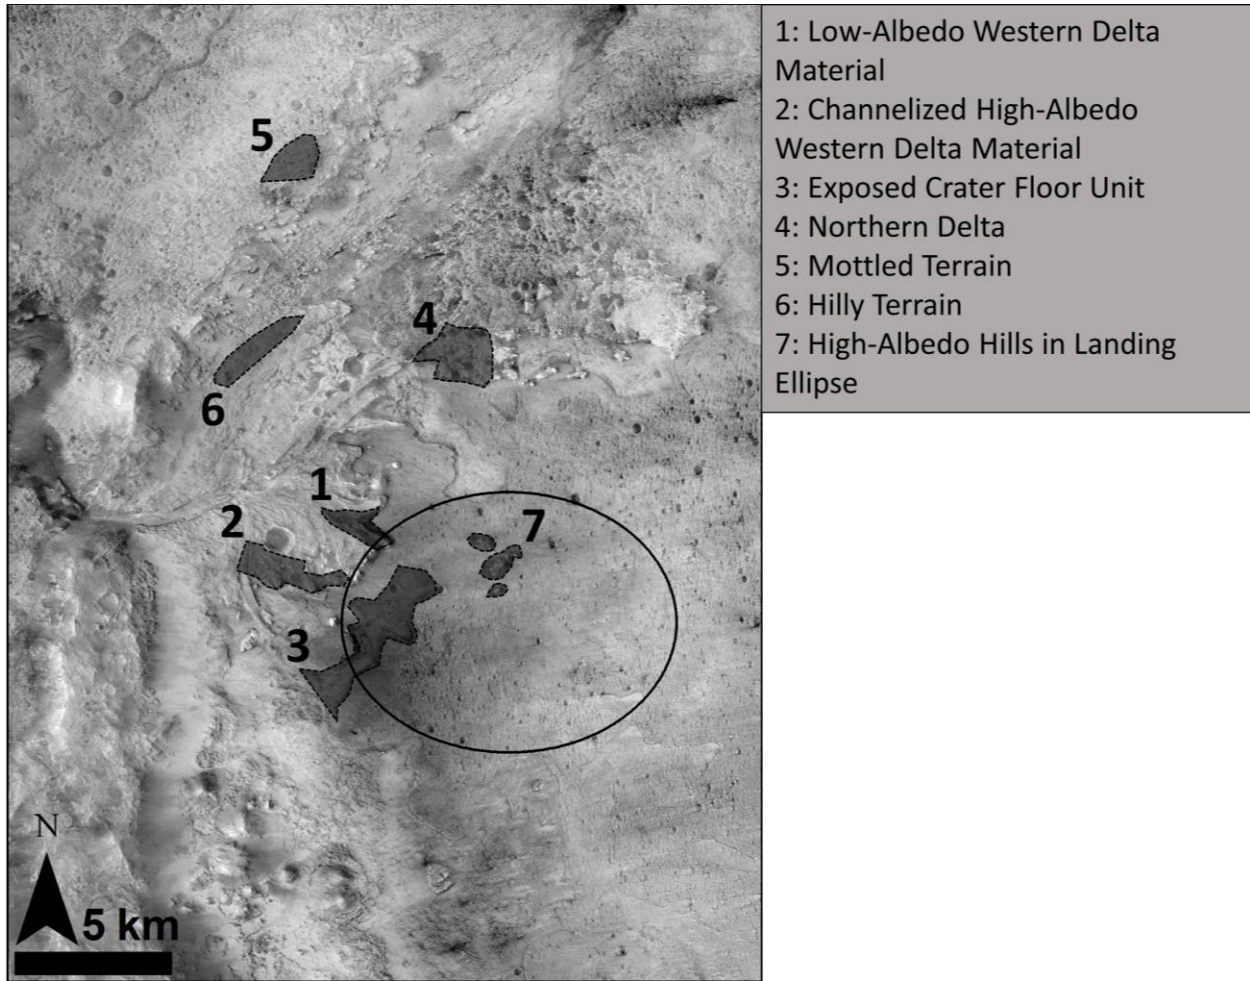 1: Low-Albedo Western Delta
Material
2: Channelized High-Albedo
Western Delta Material
3: Exposed Crater Floor Unit
4: Northern Delta
5: Mottled Terrain
6: Hilly Terrain
7: High-Albedo Hills in Landing
Ellipse
5
4
6
1
2
7
3
N
5 km